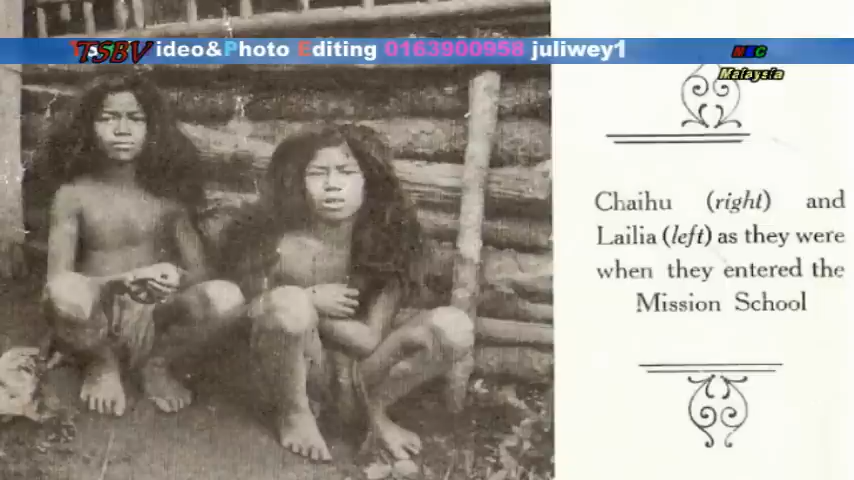 TSBV ideo&Photo Editing 0163900958 juliwey1
Malaysia
Chaihu (right) and
Lailia (left) as they were
when they entered the
Mission School